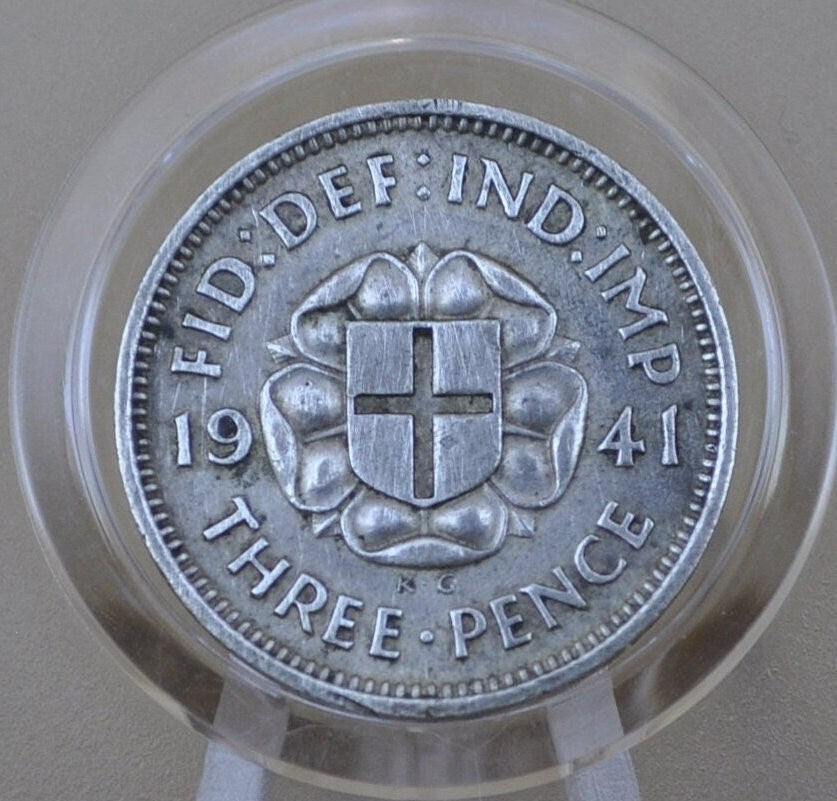 FID:DEF:IND:IMP
19 41
KG
THREE·PENCE